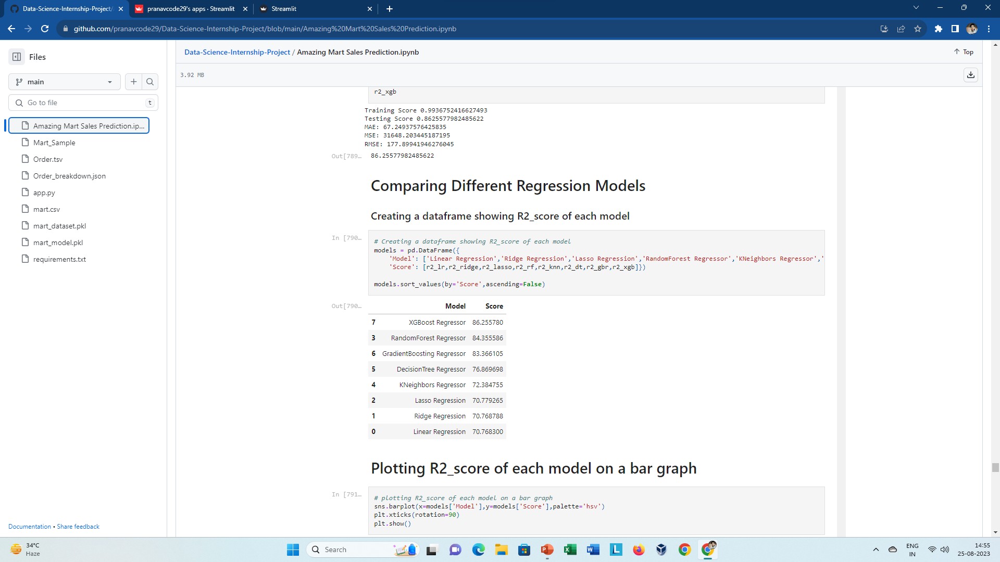 Data-Science-Internship-Project/
pranavcode29's apps · Streamlit
Streamlit
github.com/pranavcode29/Data-Science-Internship-Project/blob/main/Amazing%20Mart%20Sales%20Prediction.ipynb
Files
main
Go to file
t
Amazing Mart Sales Prediction.ip...
Mart_Sample
Order.tsv
Order_breakdown.json
app.py
mart.csv
mart_dataset.pkl
mart_model.pkl
requirements.txt
Documentation • Share feedback
Data-Science-Internship-Project / Amazing Mart Sales Prediction.ipynb
Top
3.92 MB
r2_xgb
Training Score 0.9936752416627493
Testing Score 0.8625577982485622
MAE: 67.24937576425835
MSE: 31648.203445187195
RMSE: 177.89941946276045
Out[789… 86.25577982485622
Comparing Different Regression Models
Creating a dataframe showing R2_score of each model
In [790…
# Creating a dataframe showing R2_score of each model
models = pd.DataFrame({
'Model': ['Linear Regression','Ridge Regression','Lasso Regression','RandomForest Regressor','KNeighbors Regressor','
'Score': [r2_lr,r2_ridge,r2_lasso,r2_rf,r2_knn,r2_dt,r2_gbr,r2_xgb]})
models.sort_values(by='Score',ascending=False)
Out[790…
Model Score
7 XGBoost Regressor 86.255780
3 RandomForest Regressor 84.355586
6 GradientBoosting Regressor 83.366105
5 DecisionTree Regressor 76.869698
4 KNeighbors Regressor 72.384755
2 Lasso Regression 70.779265
1 Ridge Regression 70.768788
0 Linear Regression 70.768300
Plotting R2_score of each model on a bar graph
In [791…
# plotting R2_score of each model on a bar graph
sns.barplot(x=models['Model'],y=models['Score'],palette='hsv')
plt.xticks(rotation=90)
plt.show()
34°C
Haze
Search
ENG
IN
14:55
25-08-2023